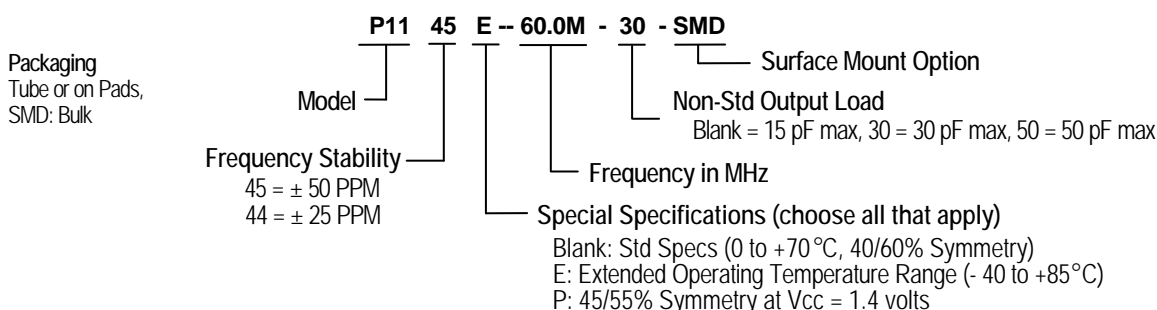 P11 45 E -- 60.0M - 30 - SMD
Packaging
Tube or on Pads,
SMD: Bulk
Surface Mount Option
Model
Non-Std Output Load
Blank = 15 pF max, 30 = 30 pF max, 50 = 50 pF max
Frequency Stability
45 = ± 50 PPM
44 = ± 25 PPM
Frequency in MHz
Special Specifications (choose all that apply)
Blank: Std Specs (0 to +70°C, 40/60% Symmetry)
E: Extended Operating Temperature Range (- 40 to +85°C)
P: 45/55% Symmetry at Vcc = 1.4 volts